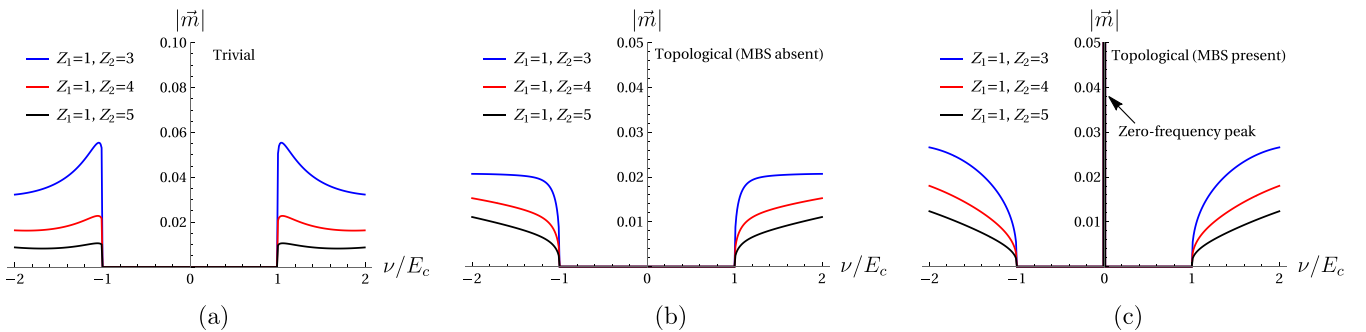 |m⃗|
0.10
0.08
0.06
0.04
0.02
Trivial
Z₁=1, Z₂=3
Z₁=1, Z₂=4
Z₁=1, Z₂=5
−2 −1 0 1 2
ν/E_c
(a)
|m⃗|
0.05
0.04
0.03
0.02
0.01
Topological (MBS absent)
Z₁=1, Z₂=3
Z₁=1, Z₂=4
Z₁=1, Z₂=5
−2 −1 0 1 2
ν/E_c
(b)
|m⃗|
0.05
0.04
0.03
0.02
0.01
Topological (MBS present)
Z₁=1, Z₂=3
Z₁=1, Z₂=4
Z₁=1, Z₂=5
Zero-frequency peak
−2 −1 0 1 2
ν/E_c
(c)